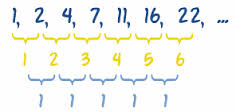 1, 2, 4, 7, 11, 16, 22, ...
1 2 3 4 5 6
1 1 1 1 1